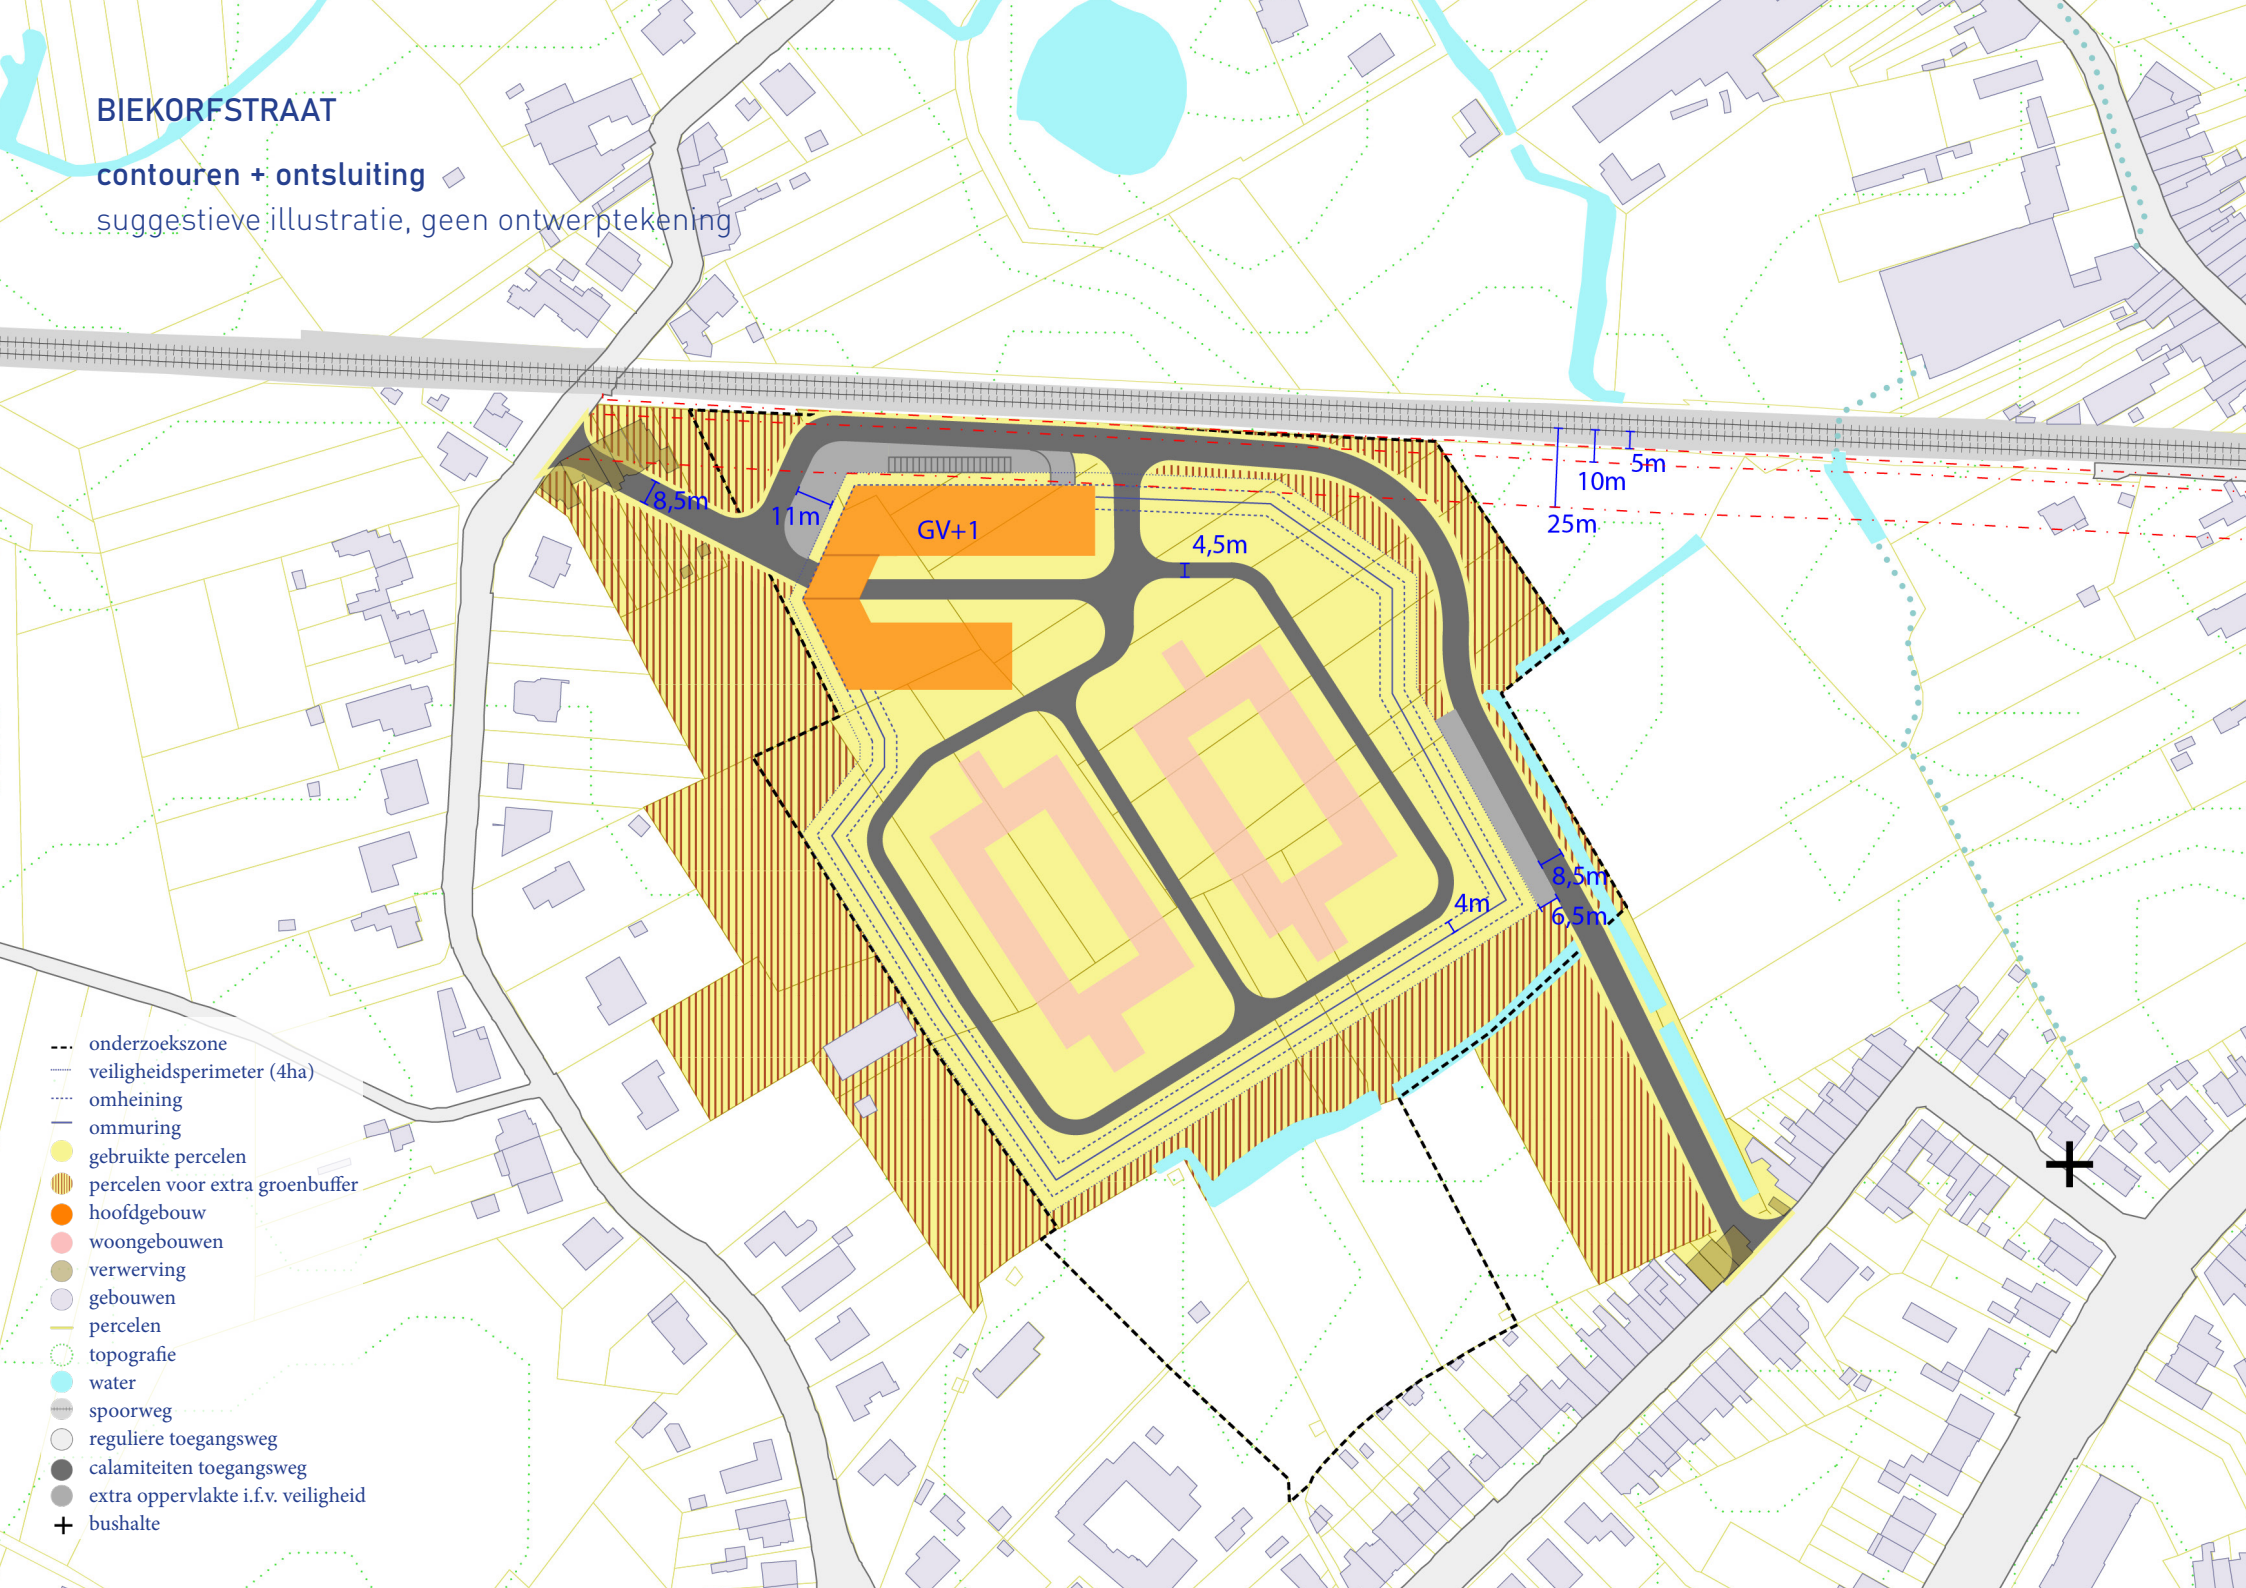 BIEKORFSTRAAT
contouren + ontsluiting
suggestieve illustratie, geen ontwerptekening
5m
10m
25m
8,5m
11m
GV+1
4,5m
8,5m
4m
6,5m
onderzoekszone
veiligheidsperimeter (4ha)
omheining
ommuring
gebruikte percelen
percelen voor extra groenbuffer
hoofdgebouw
woongebouwen
verwerving
gebouwen
percelen
topografie
water
spoorweg
reguliere toegangsweg
calamiteiten toegangsweg
extra oppervlakte i.f.v. veiligheid
bushalte